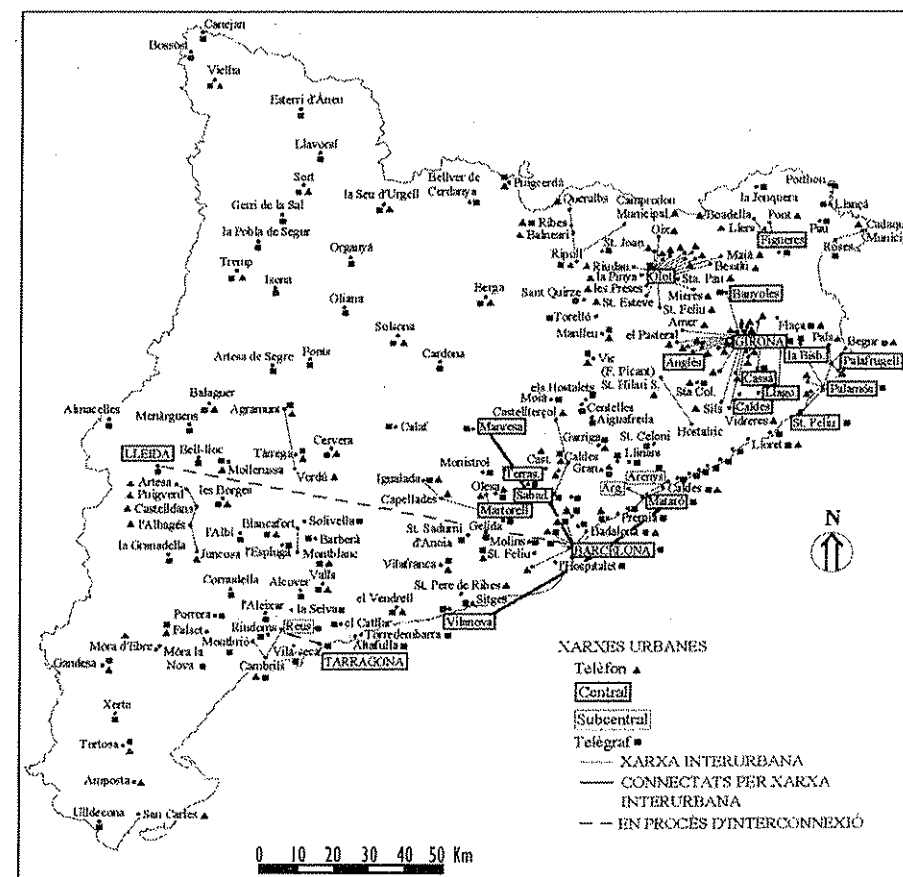 Canejan
Bossòst
Vielha
Esterri d'Àneu
Llavorsí
Sort
la Seu d'Urgell
Bellver de
Cerdanya
Puigcerdà
Gerri de la Sal
la Pobla de Segur
Organyà
Tremp
Isona
Oliana
Berga
Solsona
Cardona
Artesa de Segre
Ponts
Queralbs
Camprodon
Municipal
Ribes
Balneari
Oix
St. Joan
Ripoll
Riudau
la Pinya
Olot
les Preses
St. Esteve
Sant Quirze
Torelló
Manlleu
Boadella
Pont
Llers
la Jonquera
Portbou
Llançà
Pau
Cadaqués
Municipal
Roses
Figueres
Maià
Besalú
Sta. Pau
Mieres
Banyoles
St. Feliu
Amer
el Pasteral
Flaçà
GIRONA
Pals
Begur
la Bisb.
Palafrugell
Anglès
Cassà
Llago
Palamós
Vic
(F. Picant)
St. Hilari S.
Sta Col.
Sils
Caldes
Vidreres
St. Feliu
Hostalric
Lloret
Balaguer
Almacelles
Menàrguens
Agramunt
Calaf
Manresa
els Hostalets
Moià
Castellterçol
Centelles
Aiguafreda
LLEIDA
Bell-lloc
Mollerussa
Tàrrega
Cervera
Verdú
Igualada
Monistrol
Terras.
Cast.
Garriga
Caldes
Gran.
St. Celoni
Llinars
Arenys
Arg.
Caldes
Mataró
Artesa
Puigverd
Castelldans
l'Albagés
la Granadella
les Borges
l'Albi
Juncosa
Blancafort
l'Espluga
Solivella
Barberà
Montblanc
Capellades
Olesa
Sabad.
Martorell
St. Sadurní
d'Anoia
Gelida
Molins
St. Feliu
Premià
Badalona
BARCELONA
l'Hospitalet
Vilafranca
Valls
Cornudella
Alcover
el Vendrell
St. Pere de Ribes
Sitges
Vilanova
Porrera
l'Aleixar
la Selva
Falset
Riudoms
Reus
el Catllar
Torredembarra
Altafulla
Móra d'Ebre
Móra la
Nova
Montbrió
Vila-seca
TARRAGONA
Gandesa
Cambrils
Xerta
Tortosa
Amposta
Ulldecona
San Carles
N
XARXES URBANES
Telèfon
Central
Subcentral
Telègraf
XARXA INTERURBANA
CONNECTATS PER XARXA
INTERURBANA
EN PROCÈS D'INTERCONNEXIÓ
0 10 20 30 40 50 Km